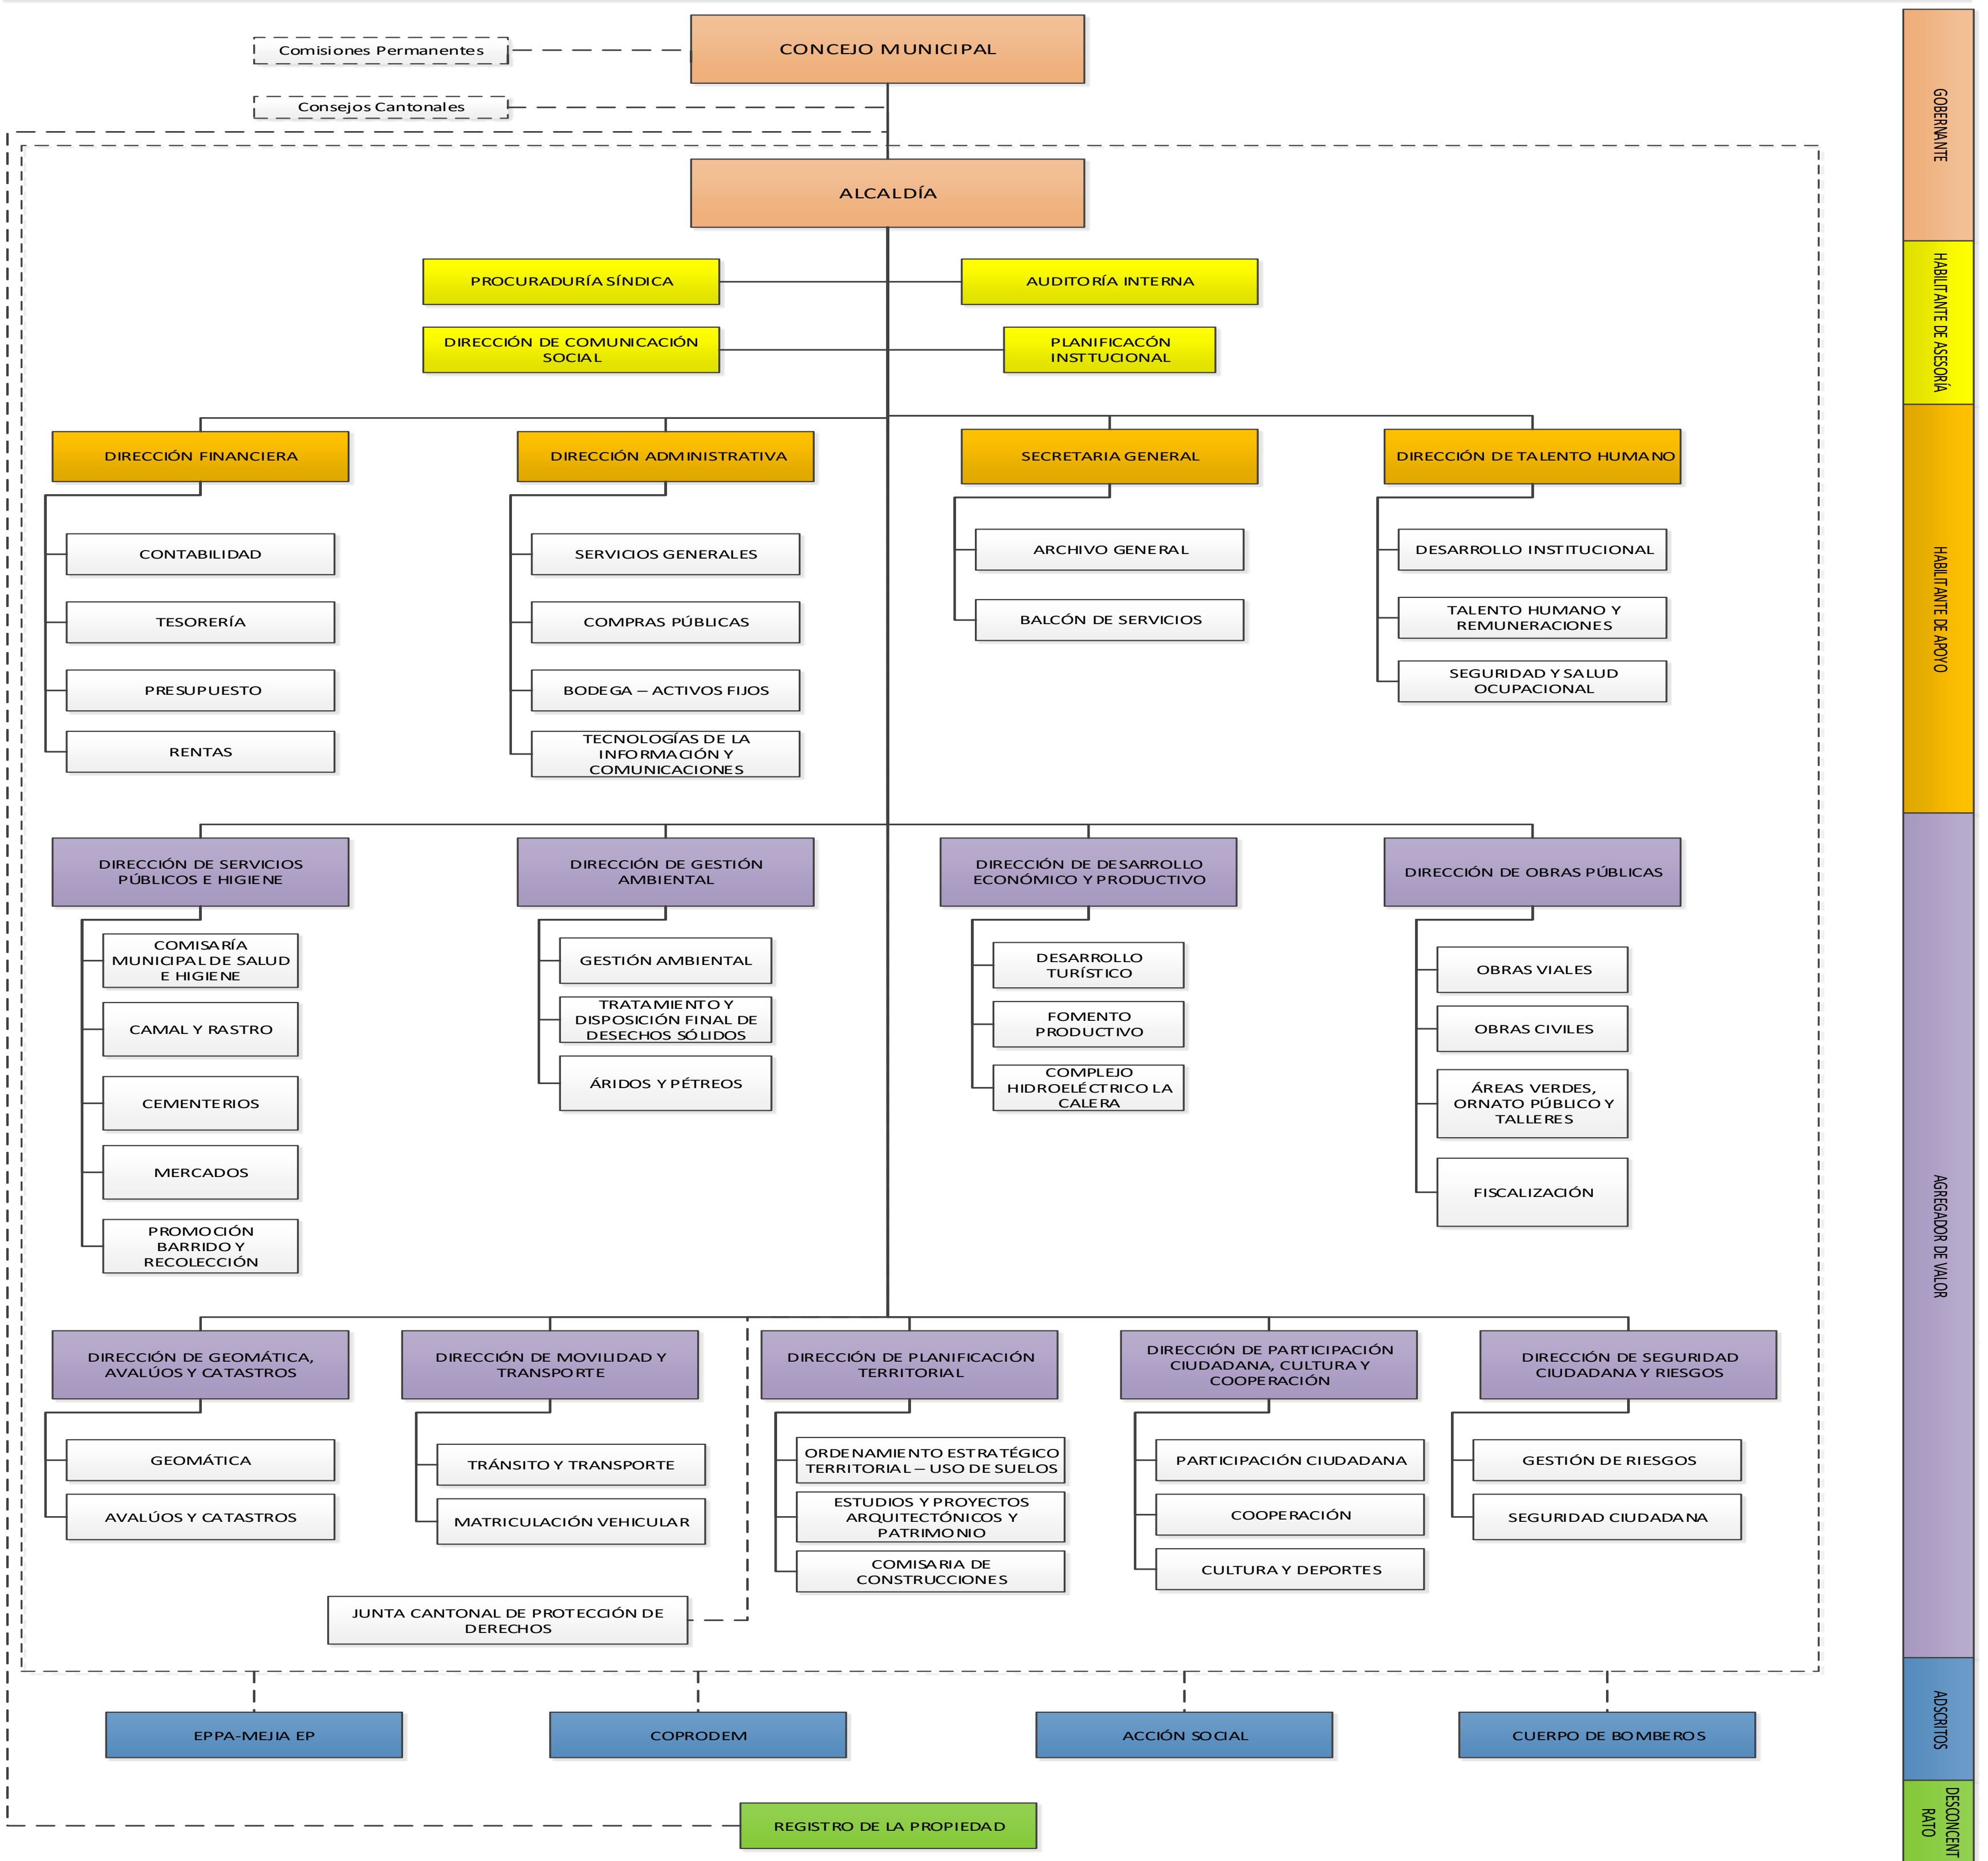 CONCEJO MUNICIPAL
Comisiones Permanentes
Consejos Cantonales
ALCALDÍA
PROCURADURÍA SÍNDICA
AUDITORÍA INTERNA
DIRECCIÓN DE COMUNICACIÓN
SOCIAL
PLANIFICACÓN
INSTTUCIONAL
DIRECCIÓN FINANCIERA
CONTABILIDAD
TESORERÍA
PRESUPUESTO
RENTAS
DIRECCIÓN ADMINISTRATIVA
SERVICIOS GENERALES
COMPRAS PÚBLICAS
BODEGA – ACTIVOS FIJOS
TECNOLOGÍAS DE LA
INFORMACIÓN Y
COMUNICACIONES
SECRETARIA GENERAL
ARCHIVO GENERAL
BALCÓN DE SERVICIOS
DIRECCIÓN DE TALENTO HUMANO
DESARROLLO INSTITUCIONAL
TALENTO HUMANO Y
REMUNERACIONES
SEGURIDAD Y SALUD
OCUPACIONAL
DIRECCIÓN DE SERVICIOS
PÚBLICOS E HIGIENE
COMISARÍA
MUNICIPAL DE SALUD
E HIGIENE
CAMAL Y RASTRO
CEMENTERIOS
MERCADOS
PROMOCIÓN
BARRIDO Y
RECOLECCIÓN
DIRECCIÓN DE GESTIÓN
AMBIENTAL
GESTIÓN AMBIENTAL
TRATAMIENTO Y
DISPOSICIÓN FINAL DE
DESECHOS SÓLIDOS
ÁRIDOS Y PÉTREOS
DIRECCIÓN DE DESARROLLO
ECONÓMICO Y PRODUCTIVO
DESARROLLO
TURÍSTICO
FOMENTO
PRODUCTIVO
COMPLEJO
HIDROELÉCTRICO LA
CALERA
DIRECCIÓN DE OBRAS PÚBLICAS
OBRAS VIALES
OBRAS CIVILES
ÁREAS VERDES,
ORNATO PÚBLICO Y
TALLERES
FISCALIZACIÓN
DIRECCIÓN DE GEOMÁTICA,
AVALÚOS Y CATASTROS
GEOMÁTICA
AVALÚOS Y CATASTROS
DIRECCIÓN DE MOVILIDAD Y
TRANSPORTE
TRÁNSITO Y TRANSPORTE
MATRICULACIÓN VEHICULAR
DIRECCIÓN DE PLANIFICACIÓN
TERRITORIAL
ORDENAMIENTO ESTRATÉGICO
TERRITORIAL – USO DE SUELOS
ESTUDIOS Y PROYECTOS
ARQUITECTÓNICOS Y
PATRIMONIO
COMISARIA DE
CONSTRUCCIONES
DIRECCIÓN DE PARTICIPACIÓN
CIUDADANA, CULTURA Y
COOPERACIÓN
PARTICIPACIÓN CIUDADANA
COOPERACIÓN
CULTURA Y DEPORTES
DIRECCIÓN DE SEGURIDAD
CIUDADANA Y RIESGOS
GESTIÓN DE RIESGOS
SEGURIDAD CIUDADANA
JUNTA CANTONAL DE PROTECCIÓN DE
DERECHOS
EPPA-MEJIA EP
COPRODEM
ACCIÓN SOCIAL
CUERPO DE BOMBEROS
REGISTRO DE LA PROPIEDAD
GOBERNANTE
HABILITANTE DE ASESORÍA
HABILITANTE DE APOYO
AGREGADOR DE VALOR
ADSCRITOS
DESCONCENT
RATO